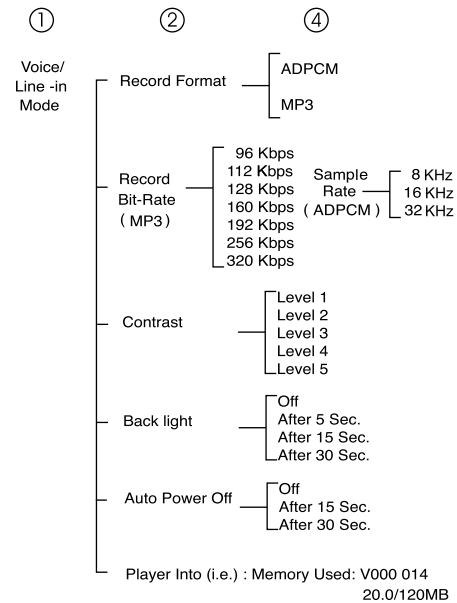 1 2 4
Voice/
Line -in
Mode
Record Format
ADPCM
MP3
Record
Bit-Rate
( MP3 )
96 Kbps
112 Kbps
128 Kbps
160 Kbps
192 Kbps
256 Kbps
320 Kbps
Sample
Rate
( ADPCM )
8 KHz
16 KHz
32 KHz
Contrast
Level 1
Level 2
Level 3
Level 4
Level 5
Back light
Off
After 5 Sec.
After 15 Sec.
After 30 Sec.
Auto Power Off
Off
After 15 Sec.
After 30 Sec.
Player Into (i.e.) : Memory Used: V000 014
20.0/120MB